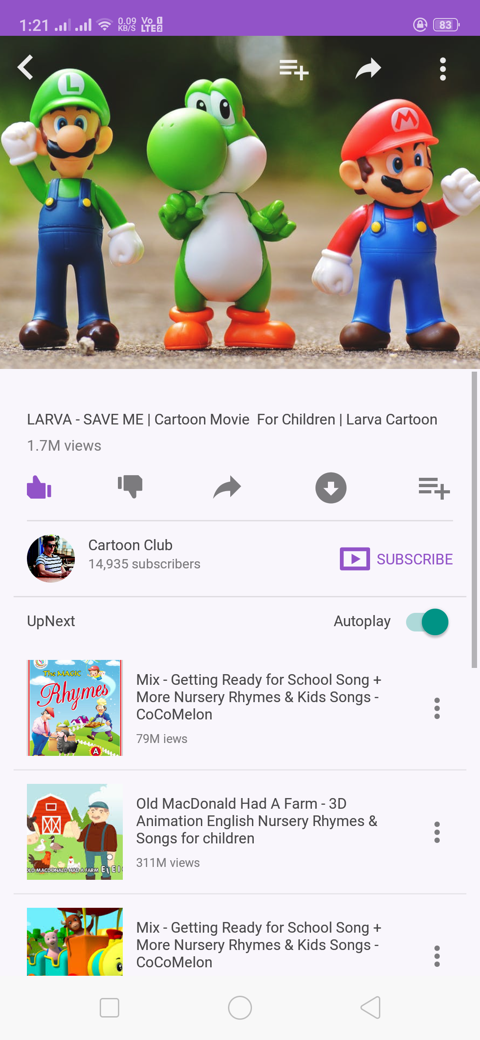 1:21
0.09
KB/S
Vo
LTE
83
L
M
LARVA - SAVE ME | Cartoon Movie For Children | Larva Cartoon
1.7M views
Cartoon Club
14,935 subscribers
SUBSCRIBE
UpNext
Autoplay
Rhymes
A
Mix - Getting Ready for School Song +
More Nursery Rhymes & Kids Songs -
CoCoMelon
79M iews
Old MacDonald Had A Farm - 3D
Animation English Nursery Rhymes &
Songs for children
311M views
Mix - Getting Ready for School Song +
More Nursery Rhymes & Kids Songs -
CoCoMelon